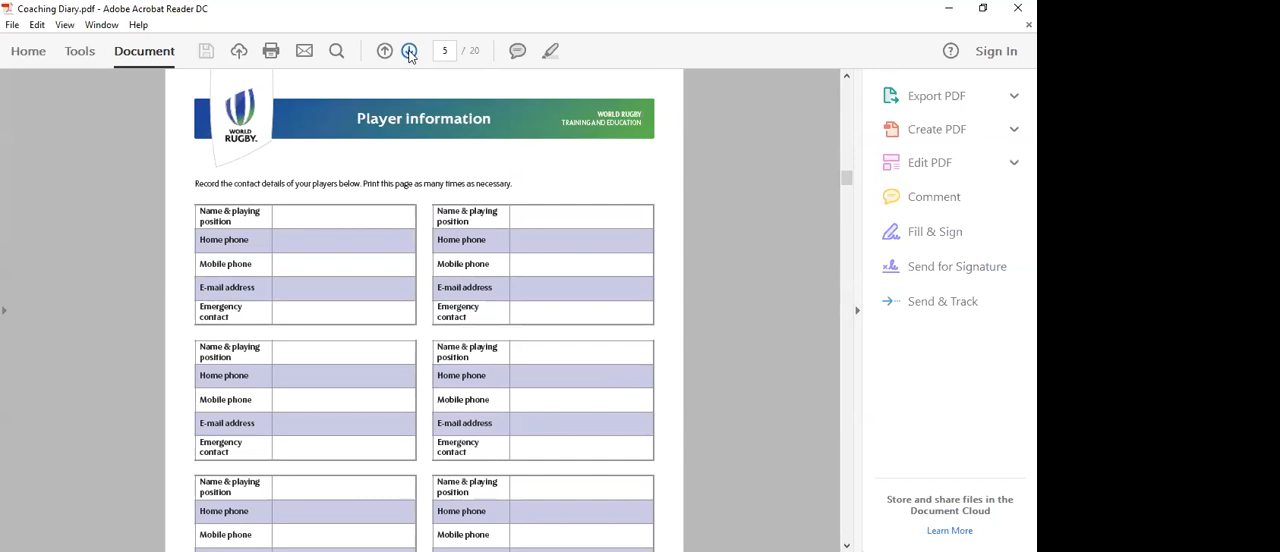 Coaching Diary.pdf - Adobe Acrobat Reader DC
File Edit View Window Help
Home Tools Document 5 / 20 Sign In
Player information
WORLD RUGBY
TRAINING AND EDUCATION
WORLD
RUGBY.
Record the contact details of your players below. Print this page as many times as necessary.
Name & playing
position
Home phone
Mobile phone
E-mail address
Emergency
contact
Name & playing
position
Home phone
Mobile phone
E-mail address
Emergency
contact
Name & playing
position
Home phone
Mobile phone
E-mail address
Emergency
contact
Name & playing
position
Home phone
Mobile phone
E-mail address
Emergency
contact
Name & playing
position
Home phone
Mobile phone
Name & playing
position
Home phone
Mobile phone
Export PDF
Create PDF
Edit PDF
Comment
Fill & Sign
Send for Signature
Send & Track
Store and share files in the
Document Cloud
Learn More